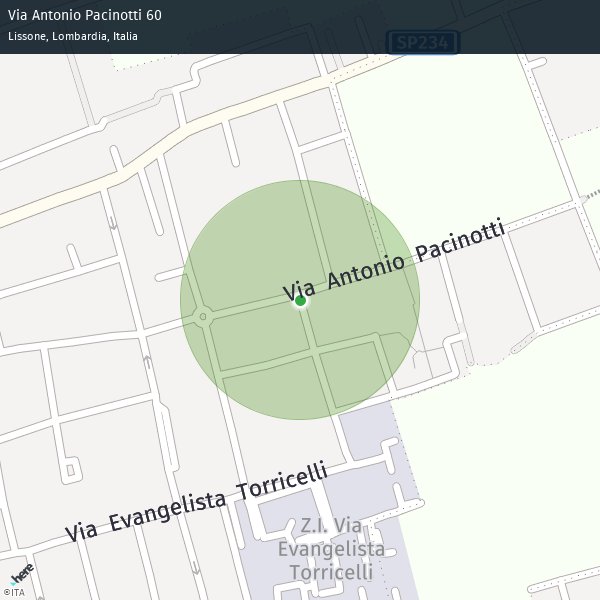 Via Antonio Pacinotti 60
Lissone, Lombardia, Italia
SP234
Via Antonio Pacinotti
Via Evangelista Torricelli
Z.I. Via
Evangelista
Torricelli
here
©ITA